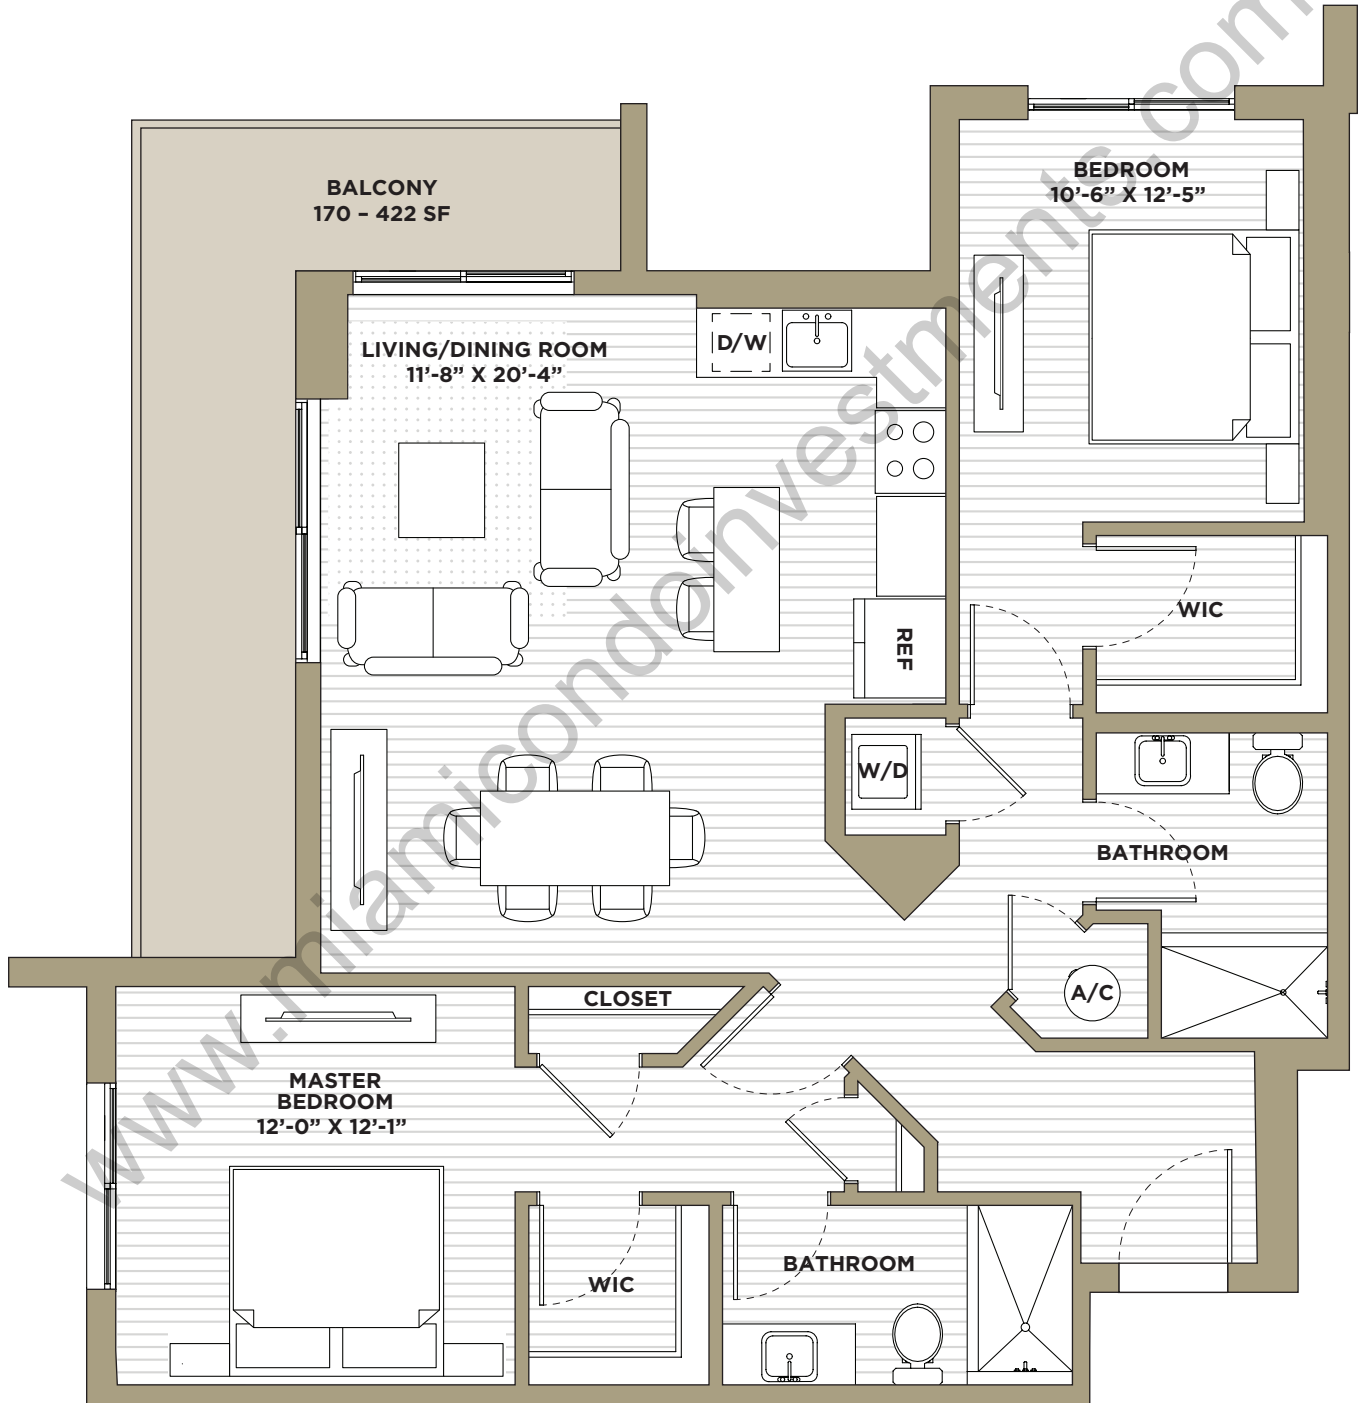 BALCONY
170 – 422 SF
BEDROOM
10’-6” X 12’-5”
LIVING/DINING ROOM
11’-8” X 20’-4”
D/W
WIC
REF
W/D
BATHROOM
A/C
CLOSET
MASTER
BEDROOM
12’-0” X 12’-1”
WIC
BATHROOM
www.miamicondoinvestments.com